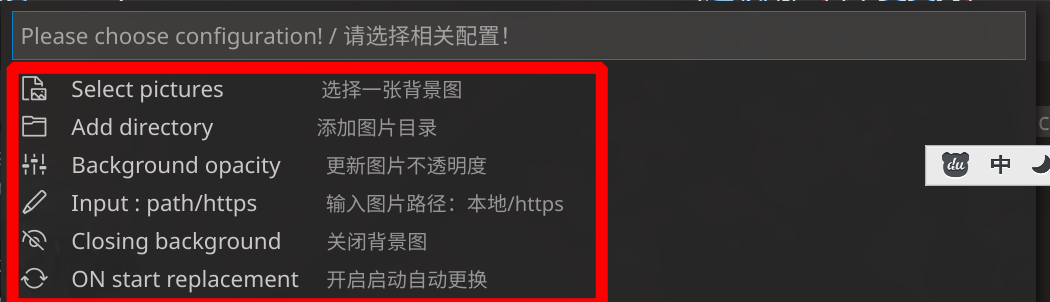 Please choose configuration! / 请选择相关配置！
Select pictures 选择一张背景图
Add directory 添加图片目录
Background opacity 更新图片不透明度
Input : path/https 输入图片路径：本地/https
Closing background 关闭背景图
ON start replacement 开启启动自动更换
du 中